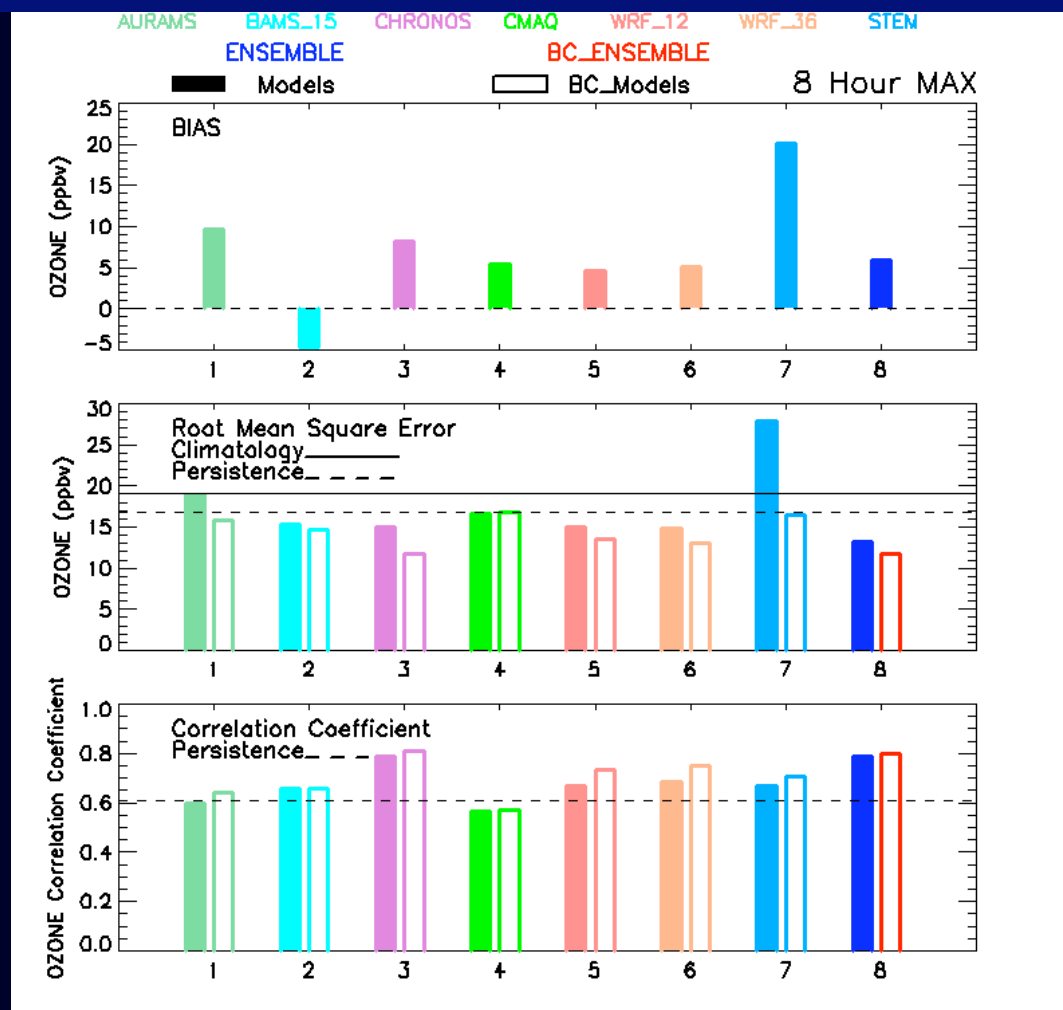 AURAMS BAMS_15 CHRONOS CMAQ WRF_12 WRF_36 STEM
ENSEMBLE BC_ENSEMBLE
Models BC_Models 8 Hour MAX
BIAS
OZONE (ppbv)
25
20
15
10
5
0
-5
1 2 3 4 5 6 7 8
Root Mean Square Error
Climatology
Persistence
OZONE (ppbv)
30
25
20
15
10
5
0
1 2 3 4 5 6 7 8
Correlation Coefficient
Persistence
OZONE Correlation Coefficient
1.0
0.8
0.6
0.4
0.2
0.0
1 2 3 4 5 6 7 8